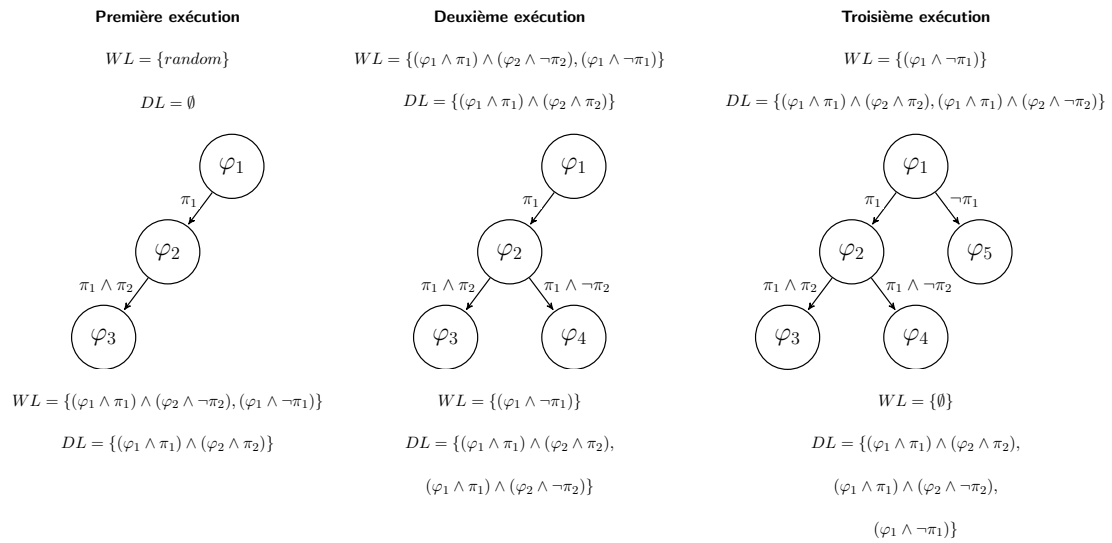 Première exécution
WL = {random}
DL = ∅
φ₁
π₁
φ₂
π₁ ∧ π₂
φ₃
WL = {(φ₁ ∧ π₁) ∧ (φ₂ ∧ ¬π₂), (φ₁ ∧ ¬π₁)}
DL = {(φ₁ ∧ π₁) ∧ (φ₂ ∧ π₂)}
Deuxième exécution
WL = {(φ₁ ∧ π₁) ∧ (φ₂ ∧ ¬π₂), (φ₁ ∧ ¬π₁)}
DL = {(φ₁ ∧ π₁) ∧ (φ₂ ∧ π₂)}
φ₁
π₁
φ₂
π₁ ∧ π₂ π₁ ∧ ¬π₂
φ₃ φ₄
WL = {(φ₁ ∧ ¬π₁)}
DL = {(φ₁ ∧ π₁) ∧ (φ₂ ∧ π₂),
(φ₁ ∧ π₁) ∧ (φ₂ ∧ ¬π₂)}
Troisième exécution
WL = {(φ₁ ∧ ¬π₁)}
DL = {(φ₁ ∧ π₁) ∧ (φ₂ ∧ π₂), (φ₁ ∧ π₁) ∧ (φ₂ ∧ ¬π₂)}
φ₁
π₁ ¬π₁
φ₂ φ₅
π₁ ∧ π₂ π₁ ∧ ¬π₂
φ₃ φ₄
WL = {∅}
DL = {(φ₁ ∧ π₁) ∧ (φ₂ ∧ π₂),
(φ₁ ∧ π₁) ∧ (φ₂ ∧ ¬π₂),
(φ₁ ∧ ¬π₁)}